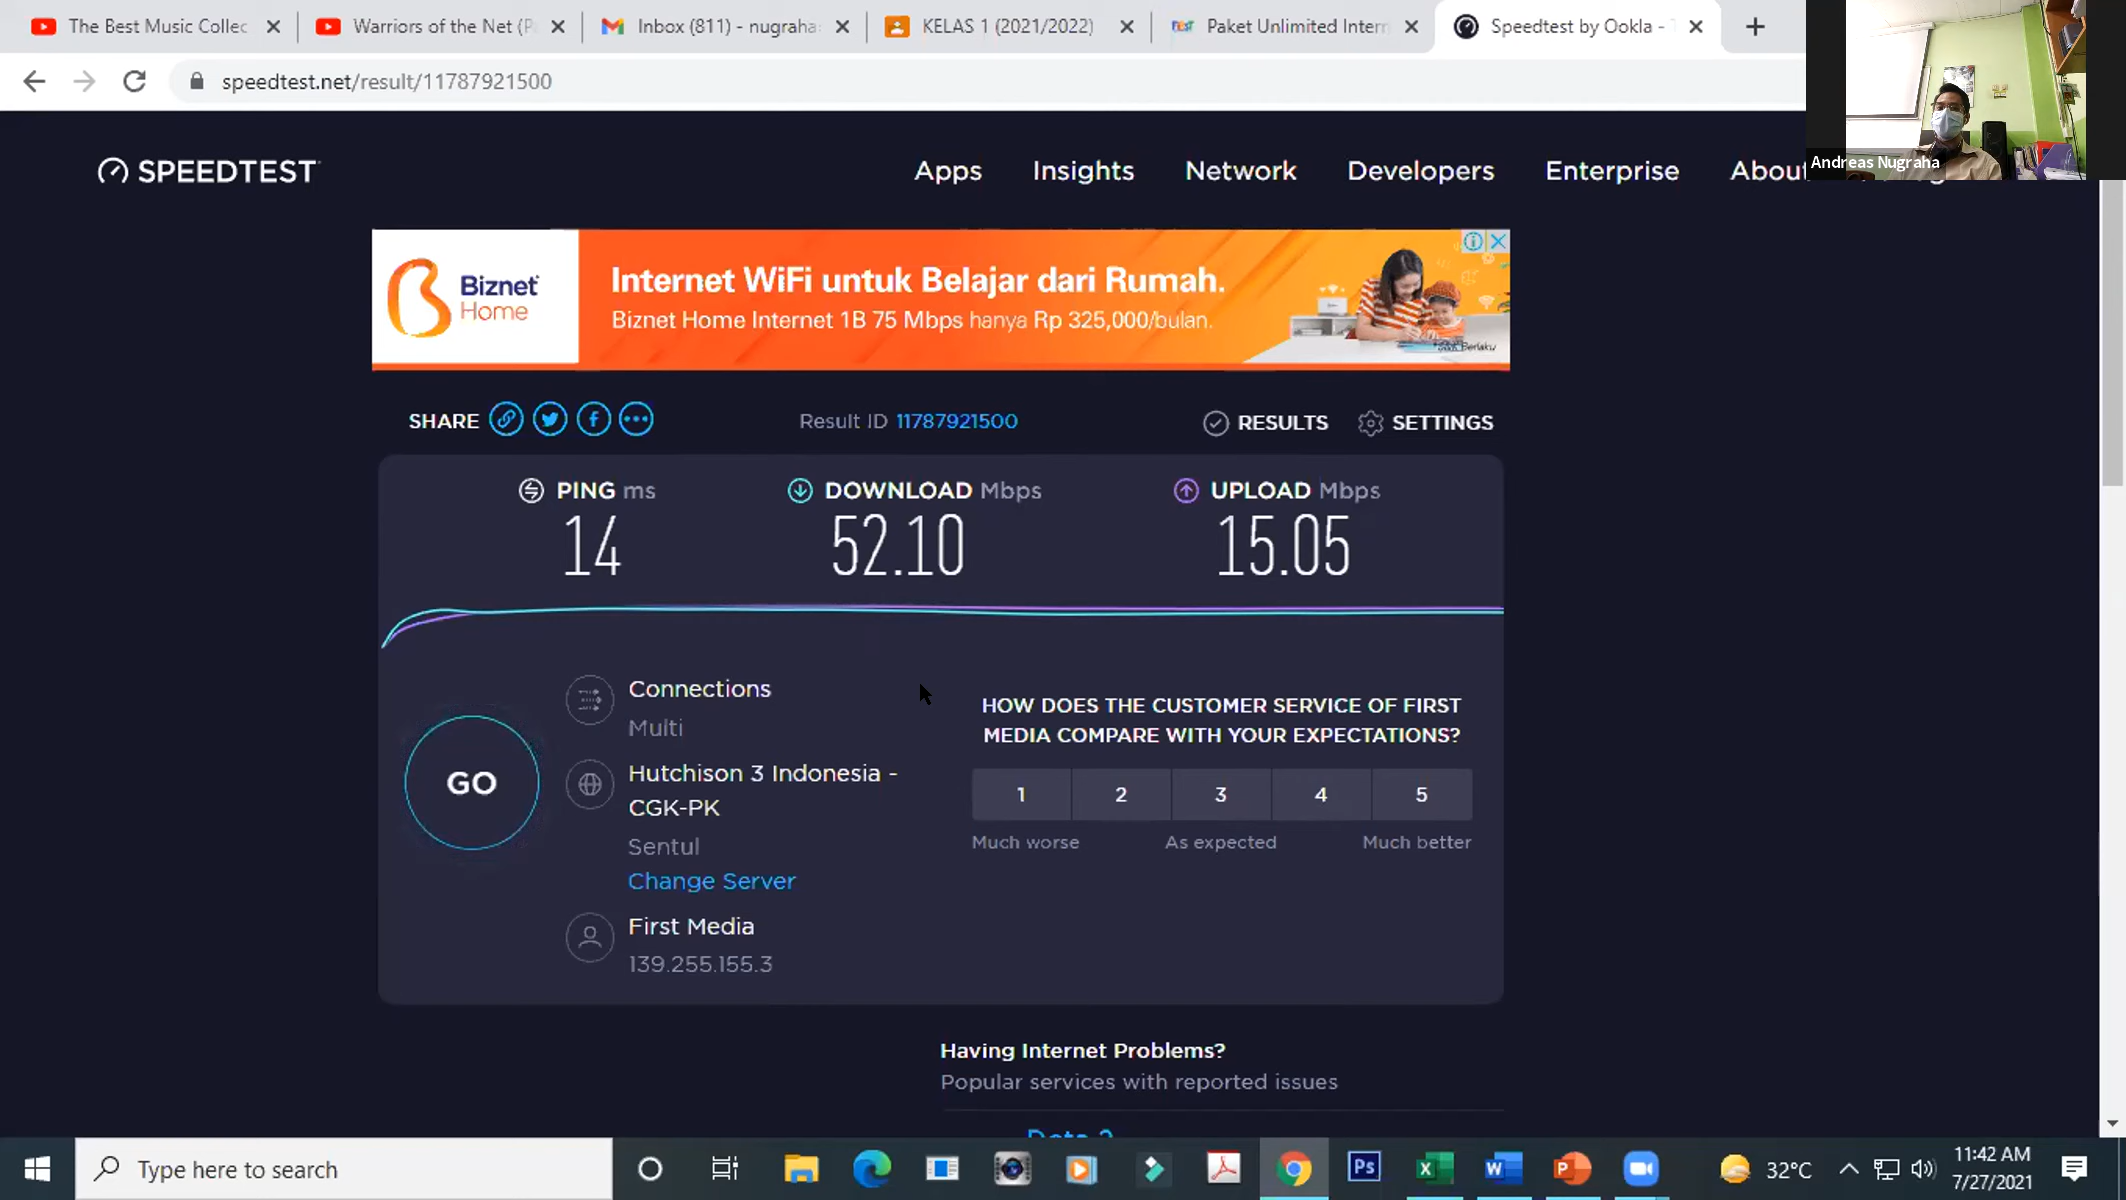 The Best Music Collec
Warriors of the Net (P
Inbox (811) - nugraha
KELAS 1 (2021/2022)
Paket Unlimited Intern
Speedtest by Ookla - T
speedtest.net/result/11787921500
Andreas Nugraha
SPEEDTEST
Apps
Insights
Network
Developers
Enterprise
About
Biznet
Home
Internet WiFi untuk Belajar dari Rumah.
Biznet Home Internet 1B 75 Mbps hanya Rp 325,000/bulan.
Berlaku
SHARE
Result ID 11787921500
RESULTS
SETTINGS
PING ms
14
DOWNLOAD Mbps
52.10
UPLOAD Mbps
15.05
GO
Connections
Multi
Hutchison 3 Indonesia -
CGK-PK
Sentul
Change Server
First Media
139.255.155.3
HOW DOES THE CUSTOMER SERVICE OF FIRST
MEDIA COMPARE WITH YOUR EXPECTATIONS?
1 2 3 4 5
Much worse As expected Much better
Having Internet Problems?
Popular services with reported issues
Type here to search
Ps
32°C
11:42 AM
7/27/2021